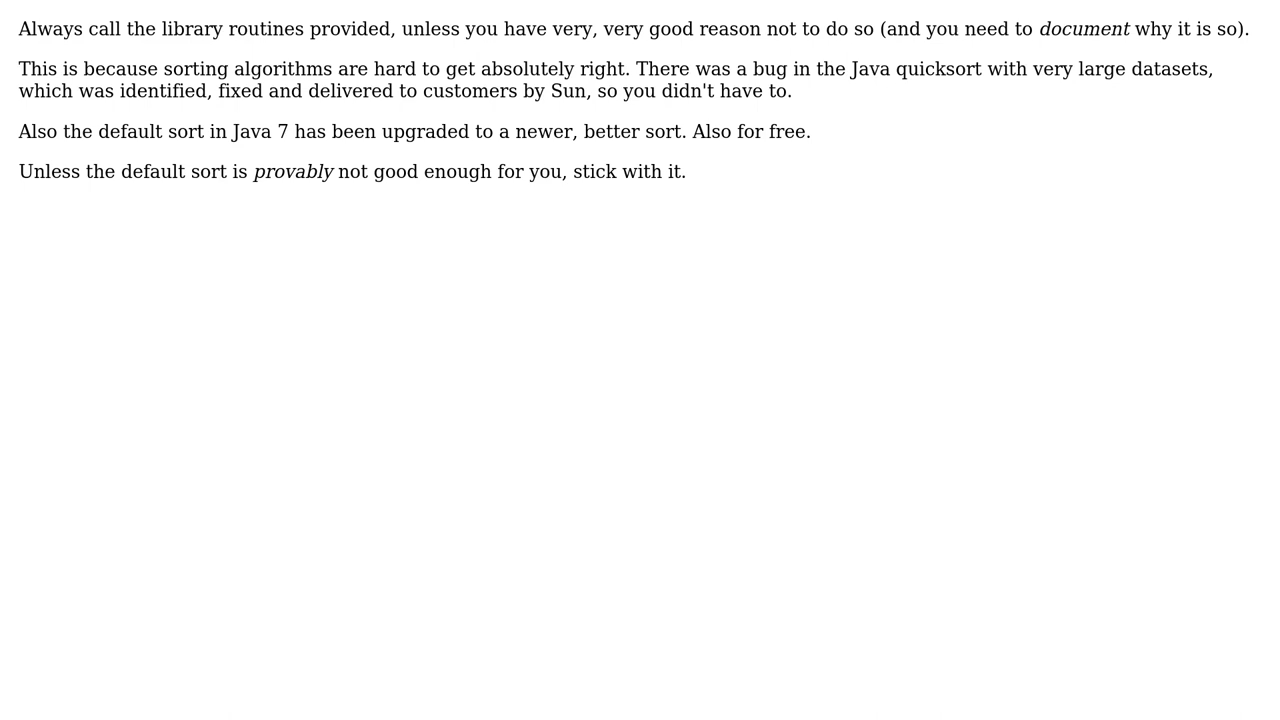 Always call the library routines provided, unless you have very, very good reason not to do so (and you need to document why it is so).
This is because sorting algorithms are hard to get absolutely right. There was a bug in the Java quicksort with very large datasets,
which was identified, fixed and delivered to customers by Sun, so you didn't have to.
Also the default sort in Java 7 has been upgraded to a newer, better sort. Also for free.
Unless the default sort is provably not good enough for you, stick with it.